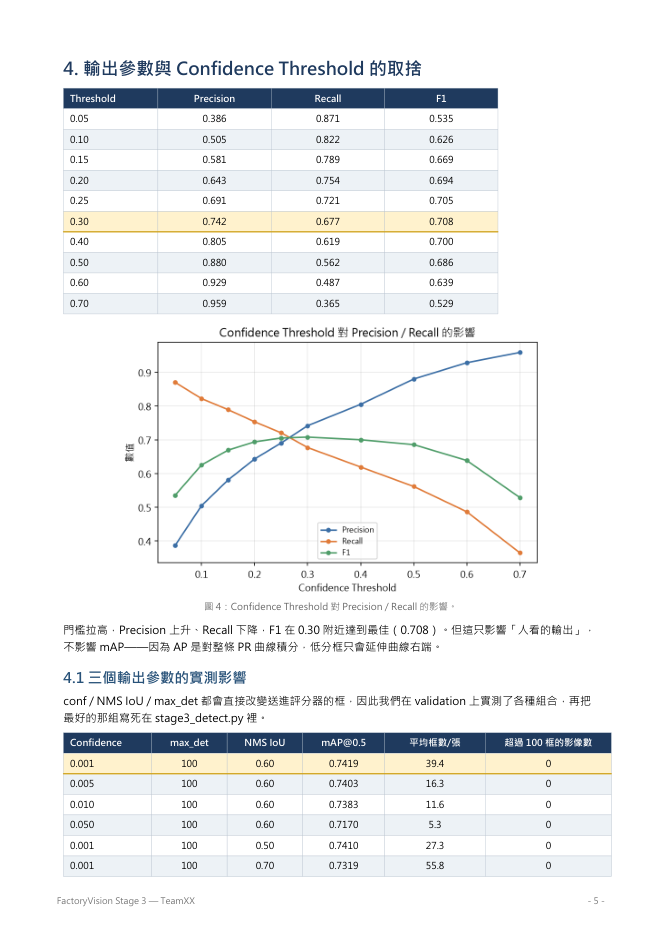 4. 輸出參數與 Confidence Threshold 的取捨
Threshold Precision Recall F1
0.05 0.386 0.871 0.535
0.10 0.505 0.822 0.626
0.15 0.581 0.789 0.669
0.20 0.643 0.754 0.694
0.25 0.691 0.721 0.705
0.30 0.742 0.677 0.708
0.40 0.805 0.619 0.700
0.50 0.880 0.562 0.686
0.60 0.929 0.487 0.639
0.70 0.959 0.365 0.529
Confidence Threshold 對 Precision / Recall 的影響
0.9
0.8
0.7
0.6
0.5
0.4
數值
Precision
Recall
F1
0.1 0.2 0.3 0.4 0.5 0.6 0.7
Confidence Threshold
圖 4：Confidence Threshold 對 Precision / Recall 的影響。
門檻拉高，Precision 上升、Recall 下降，F1 在 0.30 附近達到最佳（0.708）。但這只影響「人看的輸出」，
不影響 mAP——因為 AP 是對整條 PR 曲線積分，低分框只會延伸曲線右端。
4.1 三個輸出參數的實測影響
conf / NMS IoU / max_det 都會直接改變送進評分器的框，因此我們在 validation 上實測了各種組合，再把
最好的那組寫死在 stage3_detect.py 裡。
Confidence max_det NMS IoU mAP@0.5 平均框數/張 超過 100 框的影像數
0.001 100 0.60 0.7419 39.4 0
0.005 100 0.60 0.7403 16.3 0
0.010 100 0.60 0.7383 11.6 0
0.050 100 0.60 0.7170 5.3 0
0.001 100 0.50 0.7410 27.3 0
0.001 100 0.70 0.7319 55.8 0
FactoryVision Stage 3 — TeamXX - 5 -